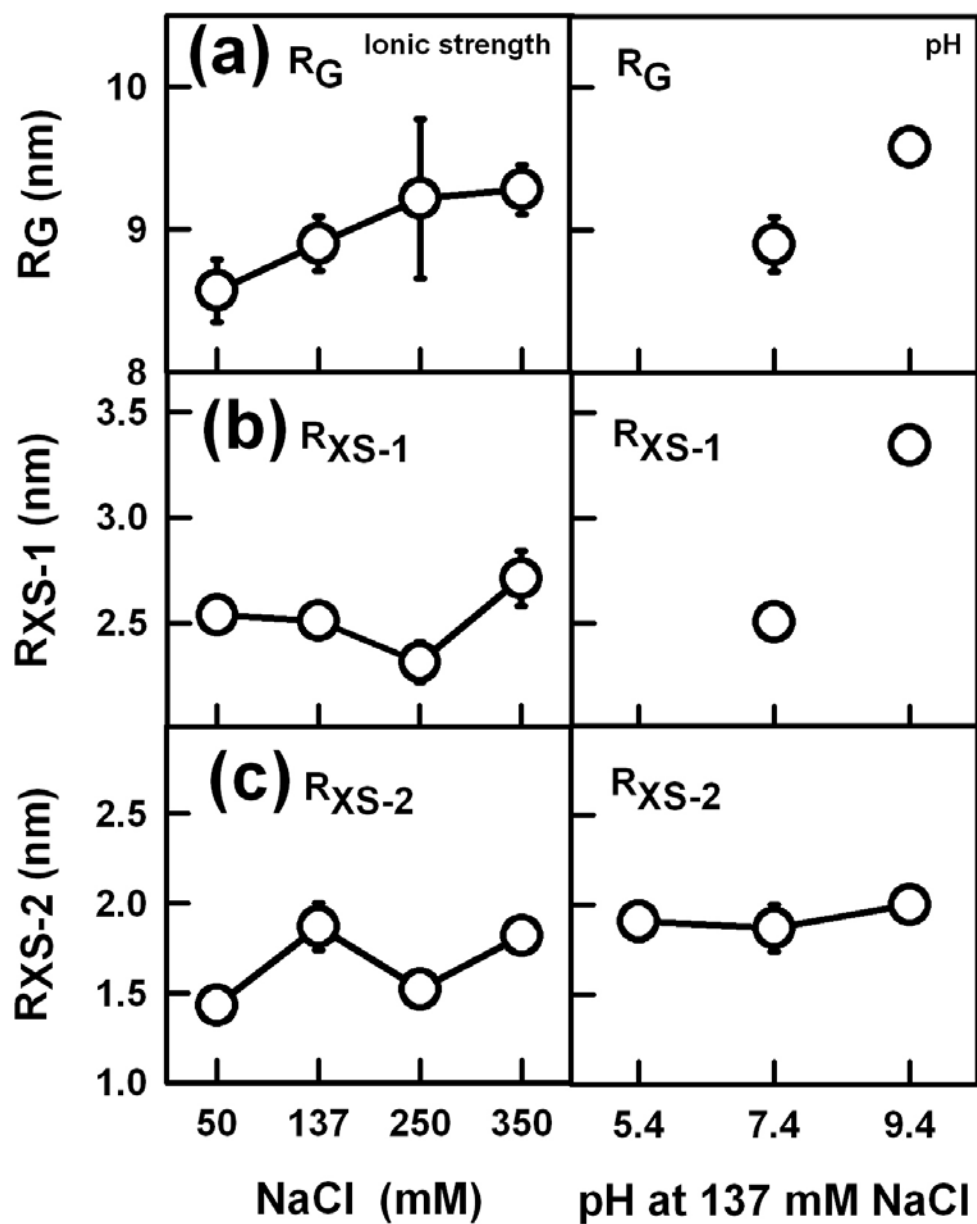 (a) RG Ionic strength
RG pH
RG (nm)
10
9
8
(b) RXS-1
RXS-1
RXS-1 (nm)
3.5
3.0
2.5
(c) RXS-2
RXS-2
RXS-2 (nm)
2.5
2.0
1.5
1.0
50 137 250 350
5.4 7.4 9.4
NaCl (mM)
pH at 137 mM NaCl